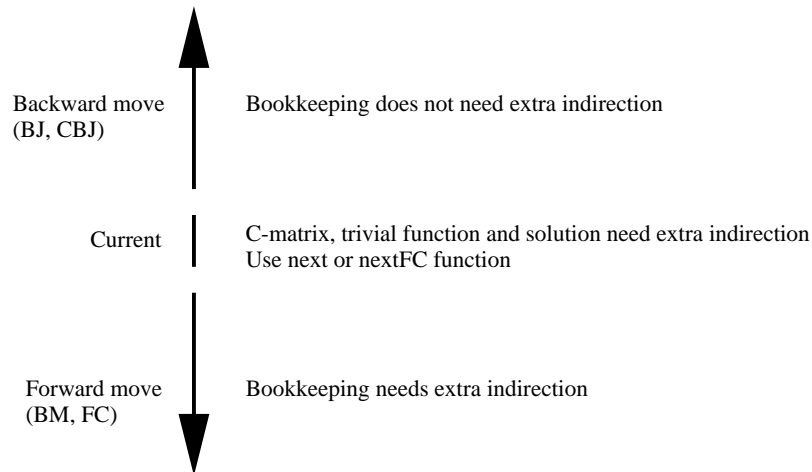 Backward move
(BJ, CBJ)
Bookkeeping does not need extra indirection
Current
C-matrix, trivial function and solution need extra indirection
Use next or nextFC function
Forward move
(BM, FC)
Bookkeeping needs extra indirection